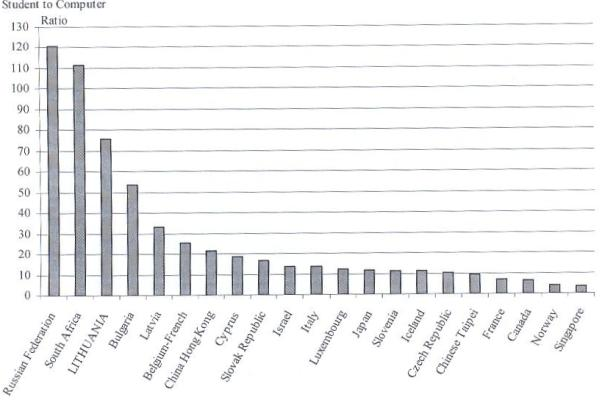 Student to Computer
Ratio
130
120
110
100
90
80
70
60
50
40
30
20
10
0
Russian Federation
South Africa
LITHUANIA
Bulgaria
Latvia
Belgium-French
China Hong Kong
Cyprus
Slovak Republic
Israel
Italy
Luxembourg
Japan
Slovenia
Iceland
Czech Republic
Chinese Taipei
France
Canada
Norway
Singapore